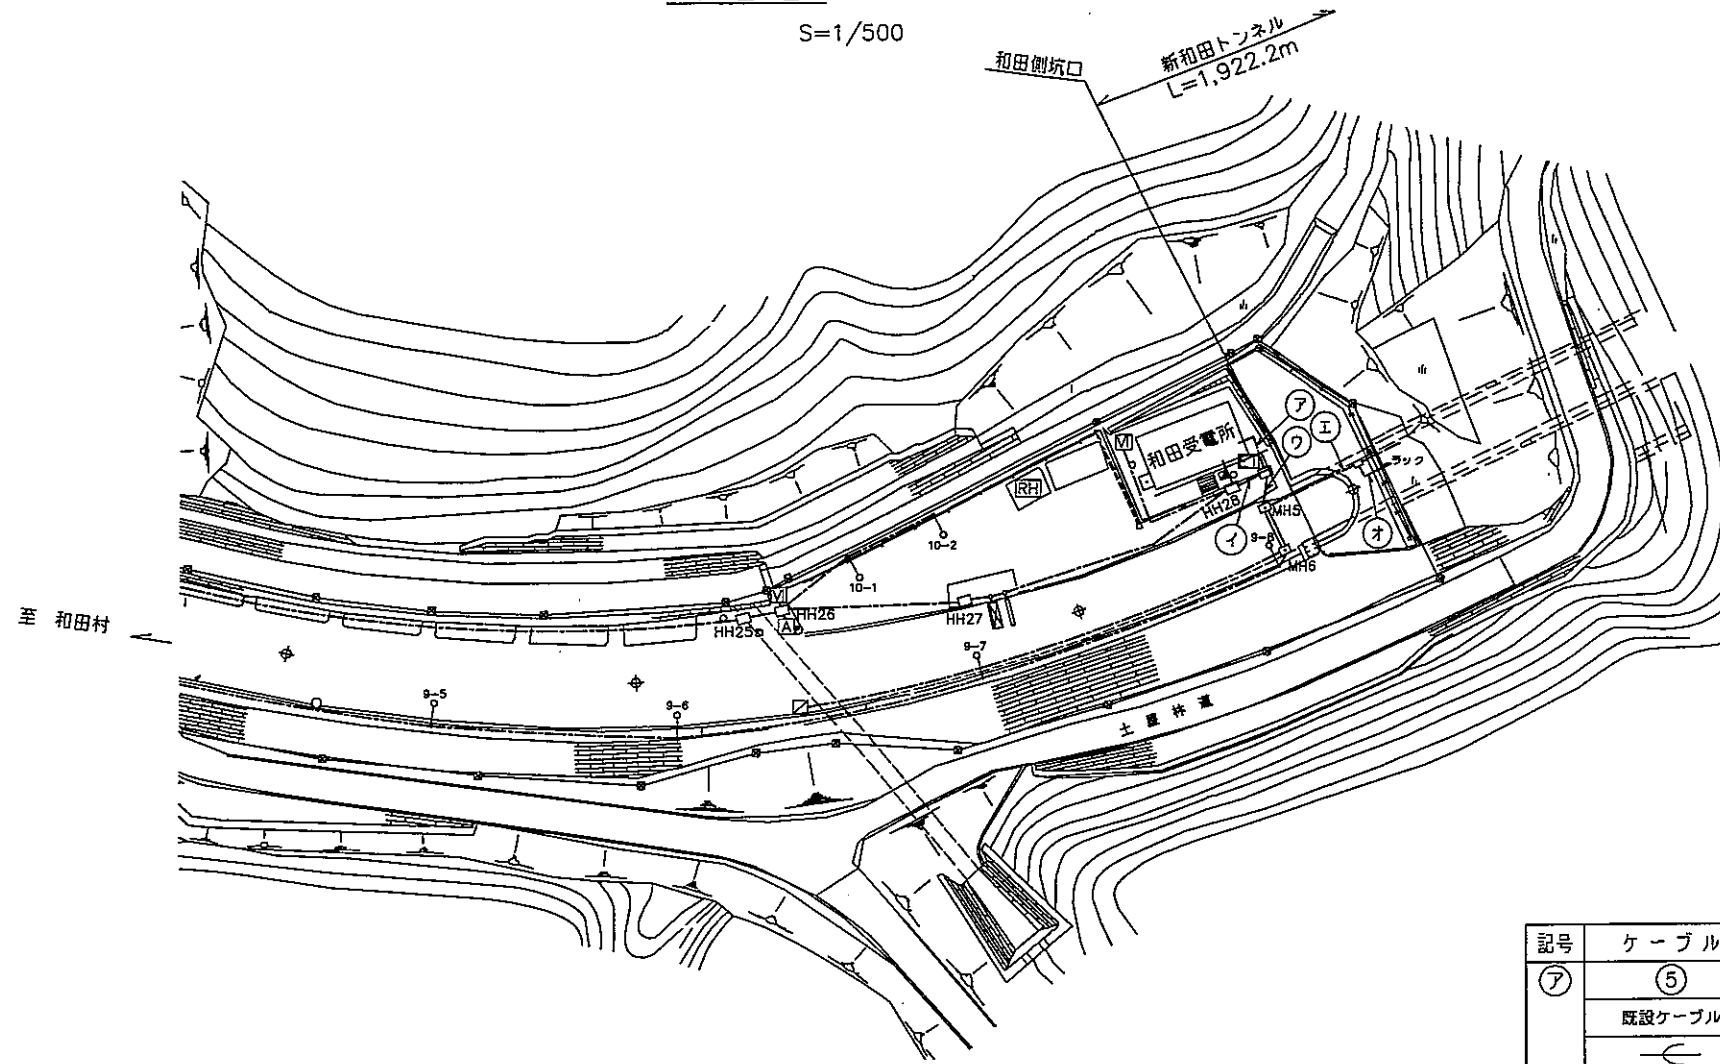 S=1/500
和田側坑口
新和田トンネル
L=1,922.2m
和田受電所
VI
RH
ア
エ
ウ
ラック
HH28
MH5
イ
9-8
オ
MH6
10-2
10-1
VI
HH26
HH25
A
HH27
至 和田村
9-7
9-5
9-6
土屋林道
記号
ケーブル
ア
5
既設ケーブル